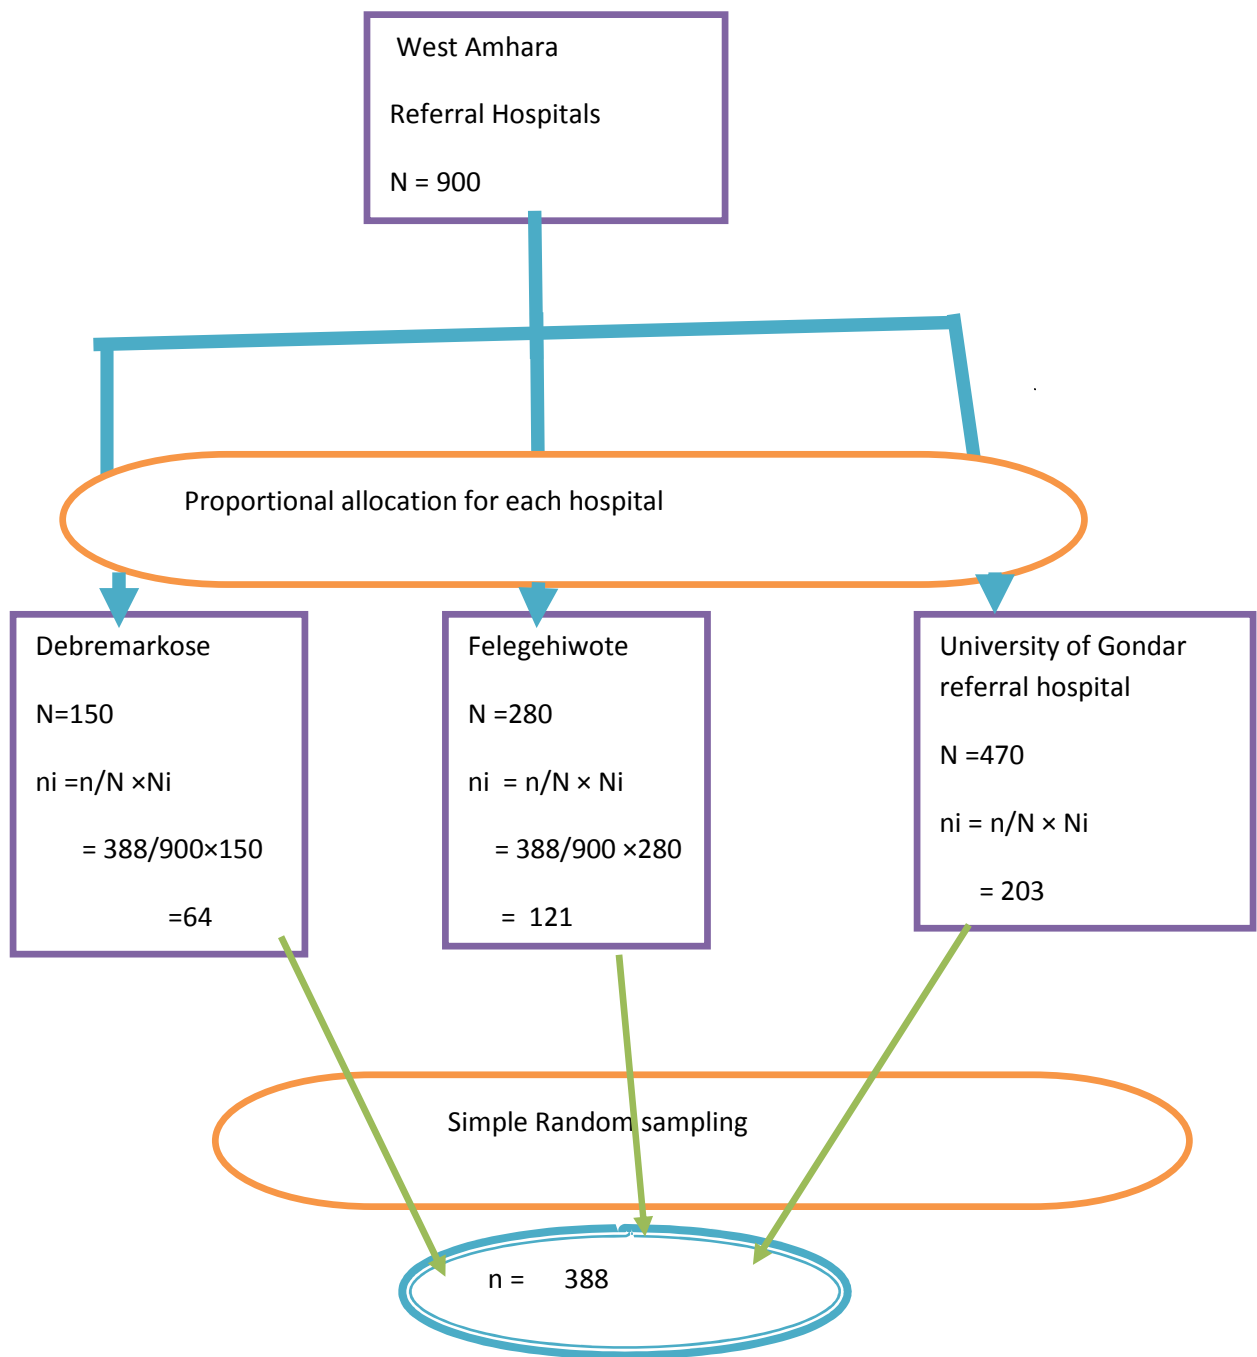 West Amhara
Referral Hospitals
N = 900
Proportional allocation for each hospital
Debremarkose
N=150
ni =n/N ×Ni
= 388/900×150
=64
Felegehiwote
N =280
ni = n/N × Ni
= 388/900 ×280
= 121
University of Gondar
referral hospital
N =470
ni = n/N × Ni
= 203
Simple Random sampling
n = 388